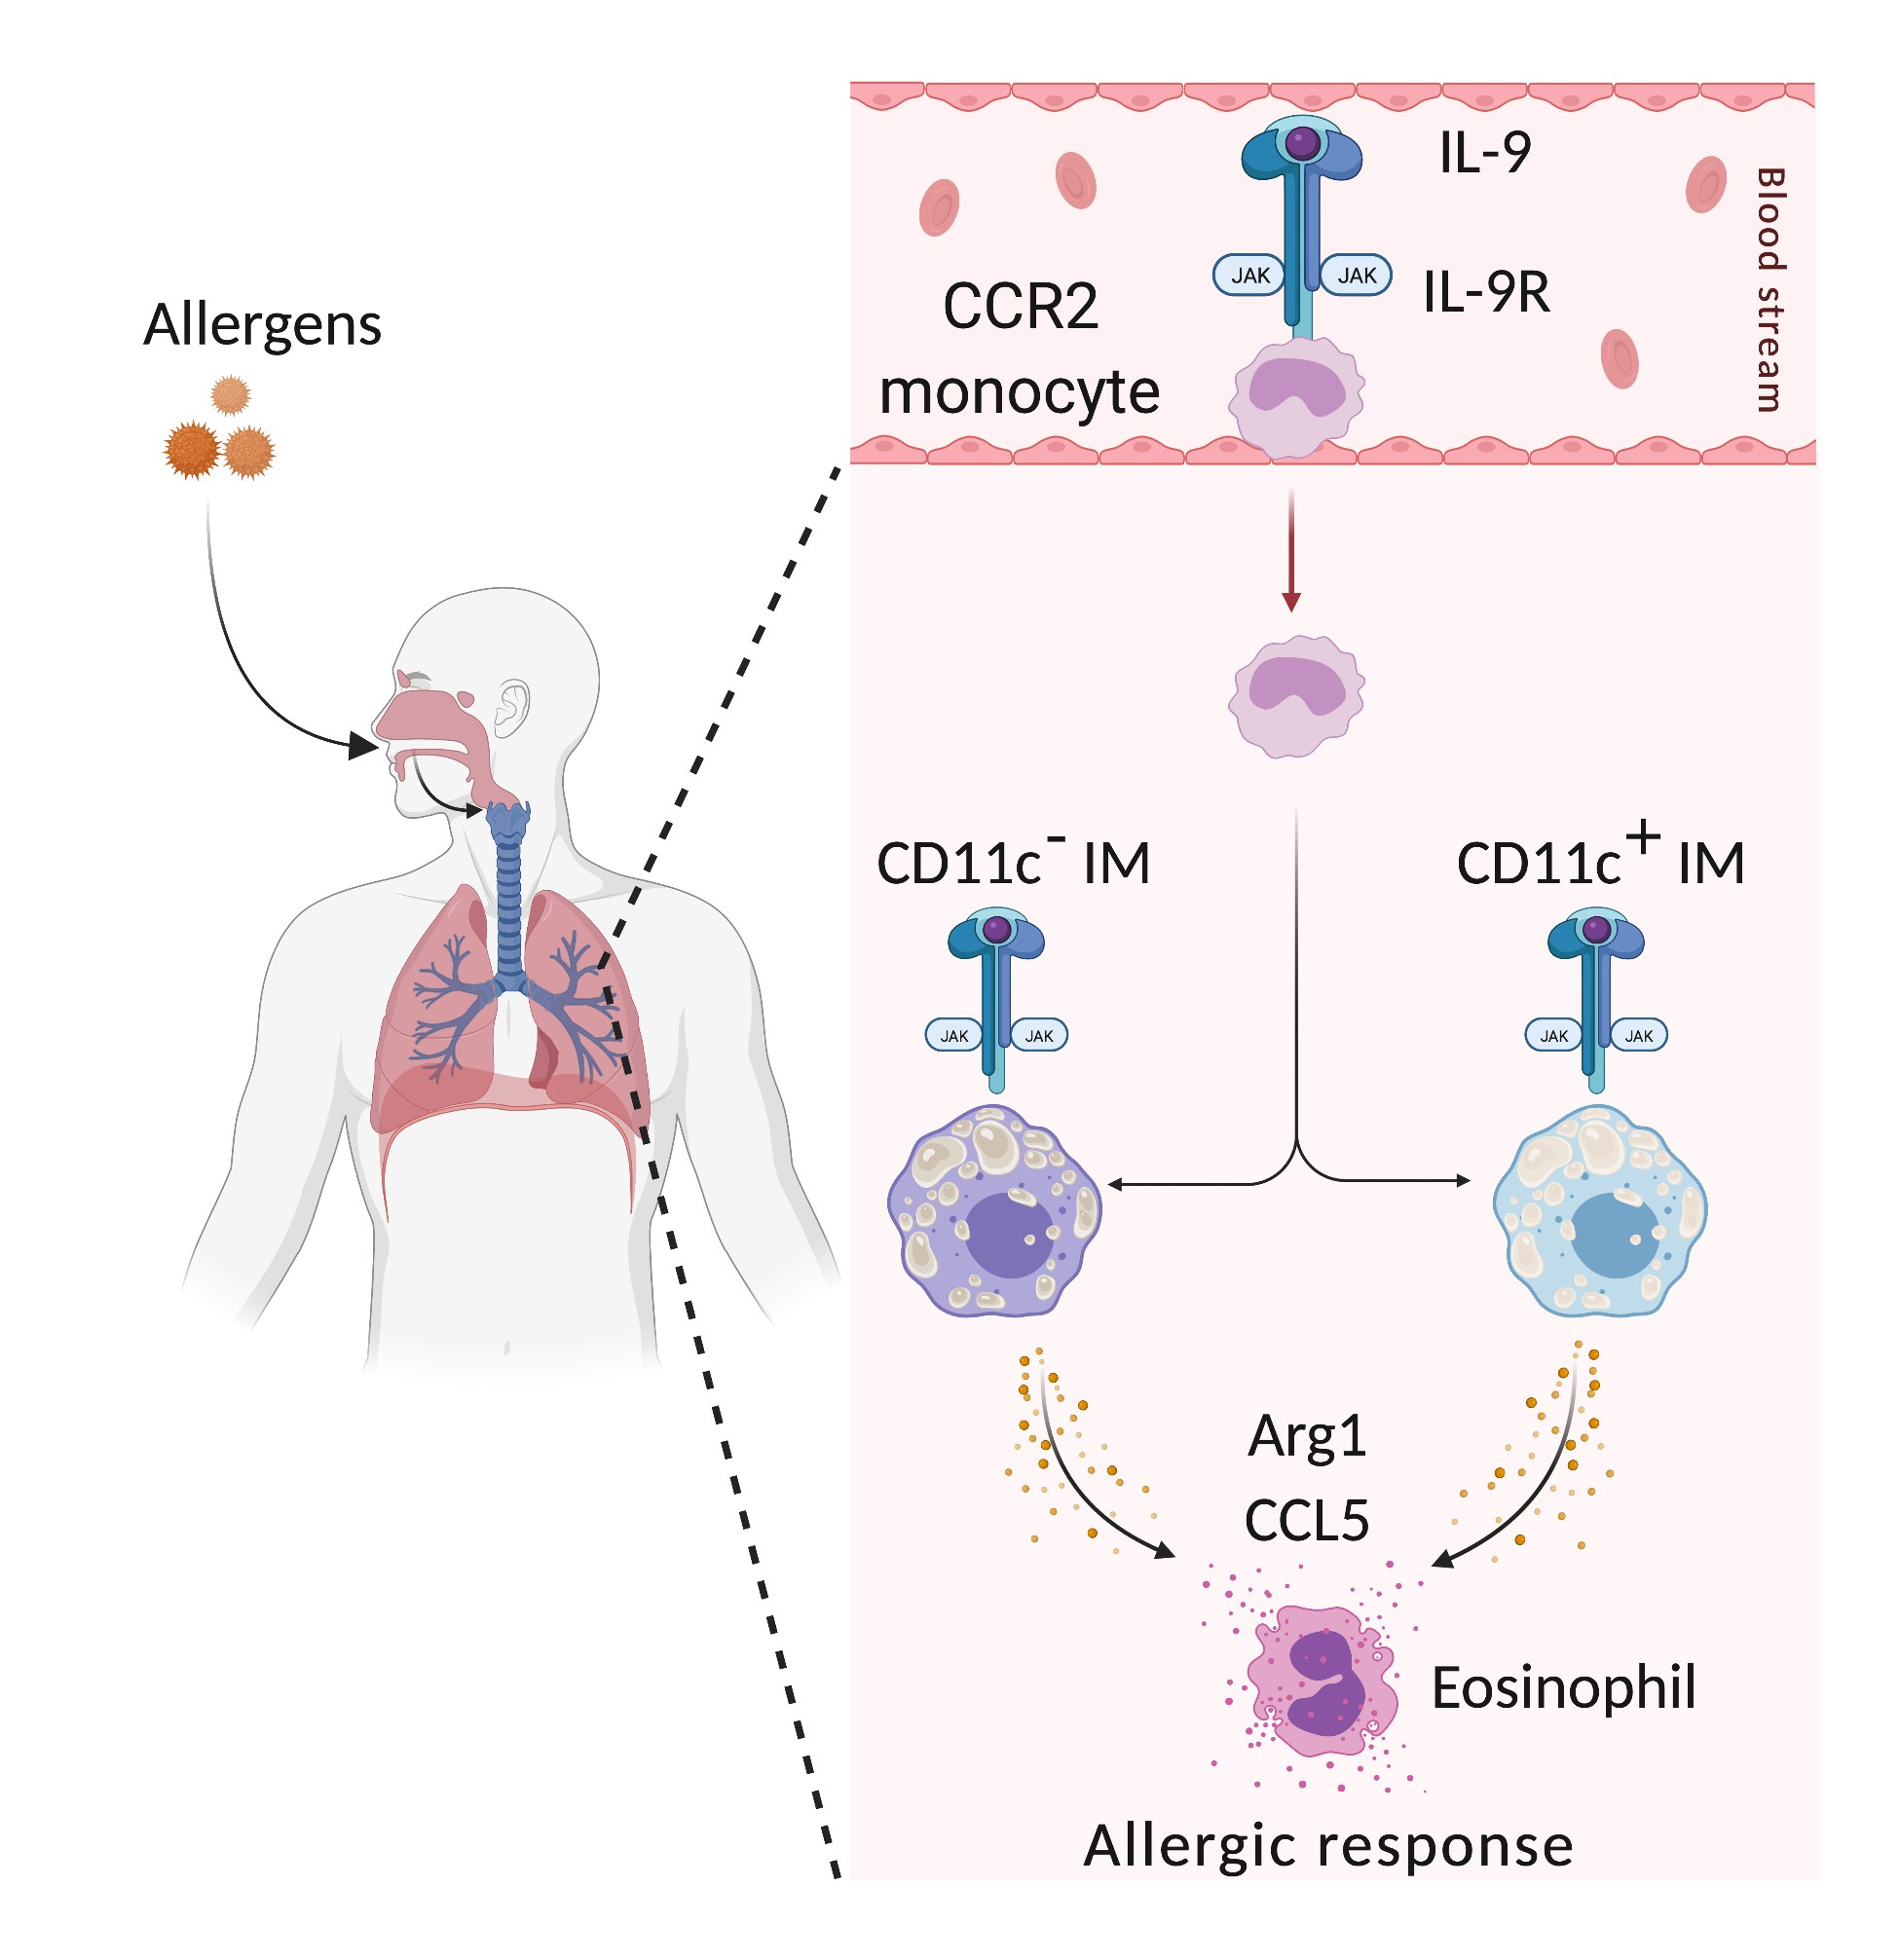 Allergens
IL-9
JAK JAK
IL-9R
CCR2
monocyte
Blood stream
CD11c⁻ IM
CD11c⁺ IM
JAK JAK
JAK JAK
Arg1
CCL5
Eosinophil
Allergic response